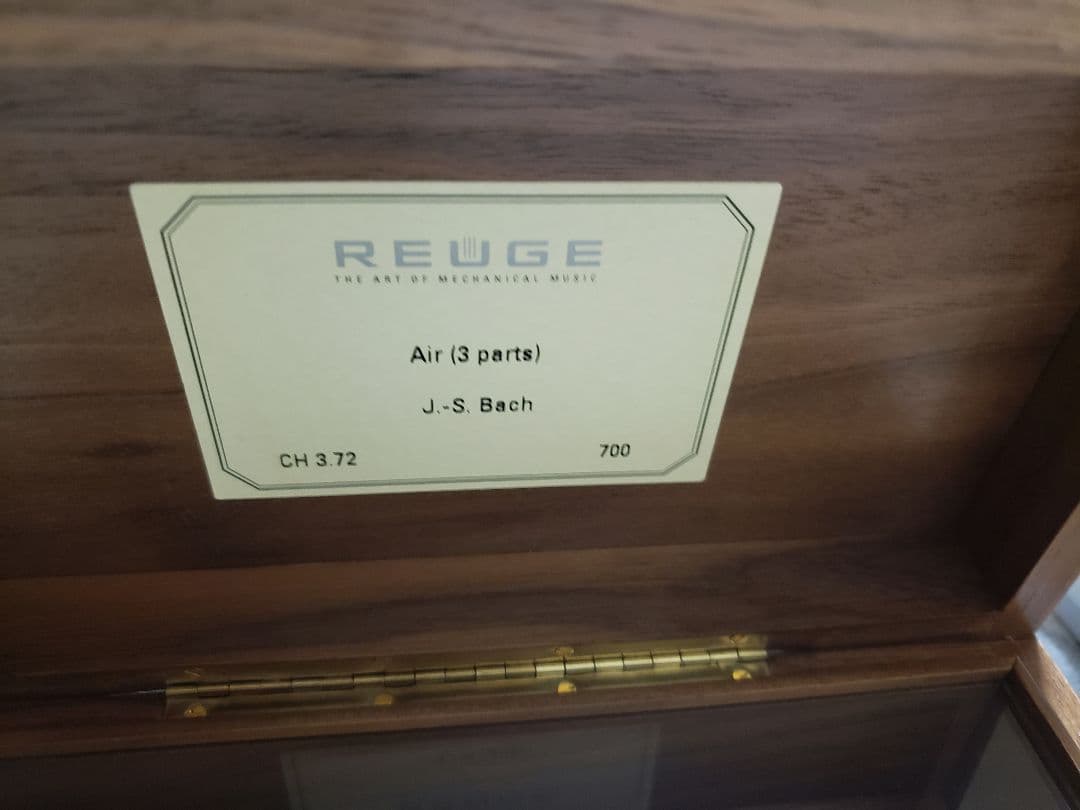 REUGE
THE ART OF MECHANICAL MUSIC
Air (3 parts)
J.-S. Bach
CH 3.72 700